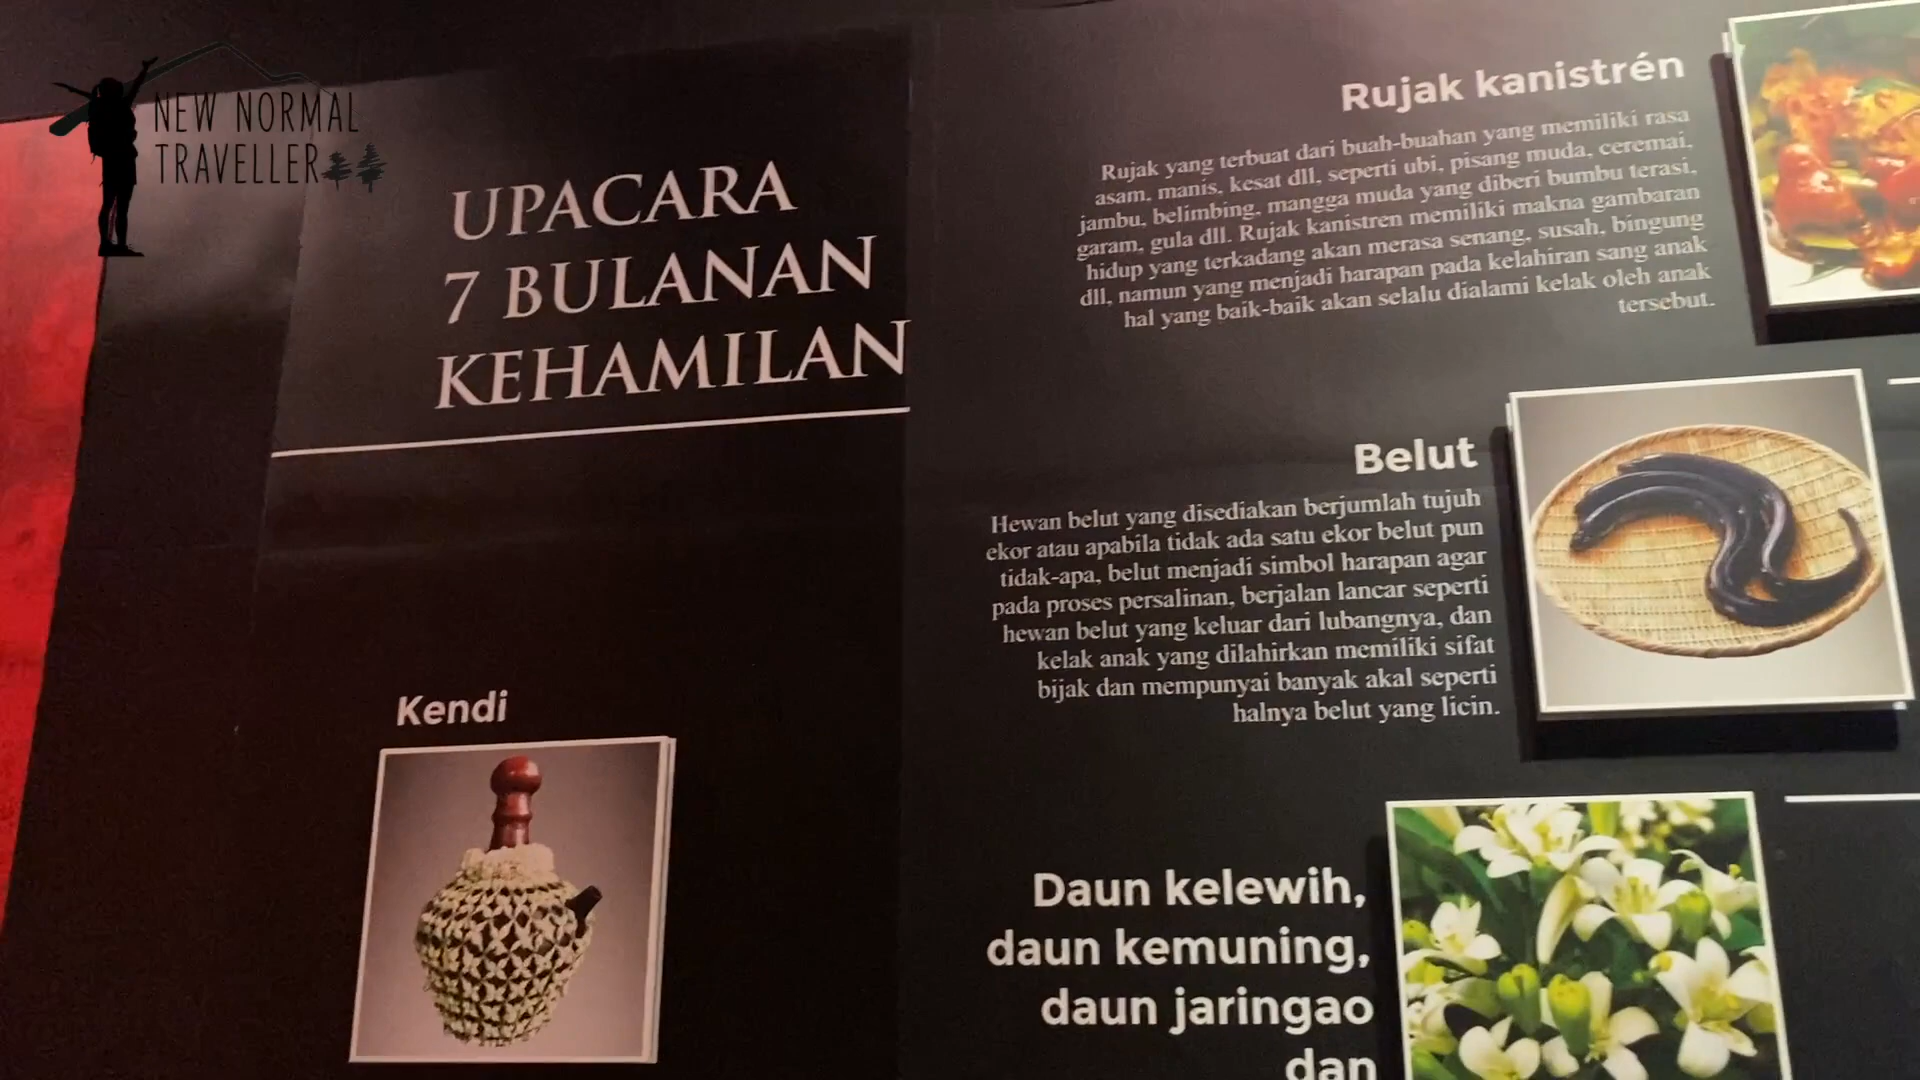 NEW NORMAL
TRAVELLER
UPACARA
7 BULANAN
KEHAMILAN
Kendi
Rujak kanistrén
Rujak yang terbuat dari buah-buahan yang memiliki rasa
asam, manis, kesat dll, seperti ubi, pisang muda, ceremai,
jambu, belimbing, mangga muda yang diberi bumbu terasi,
garam, gula dll. Rujak kanistren memiliki makna gambaran
hidup yang terkadang akan merasa senang, susah, bingung
dll, namun yang menjadi harapan pada kelahiran sang anak
hal yang baik-baik akan selalu dialami kelak oleh anak
tersebut.
Belut
Hewan belut yang disediakan berjumlah tujuh
ekor atau apabila tidak ada satu ekor belut pun
tidak-apa, belut menjadi simbol harapan agar
pada proses persalinan, berjalan lancar seperti
hewan belut yang keluar dari lubangnya, dan
kelak anak yang dilahirkan memiliki sifat
bijak dan mempunyai banyak akal seperti
halnya belut yang licin.
Daun kelewih,
daun kemuning,
daun jaringao
dan